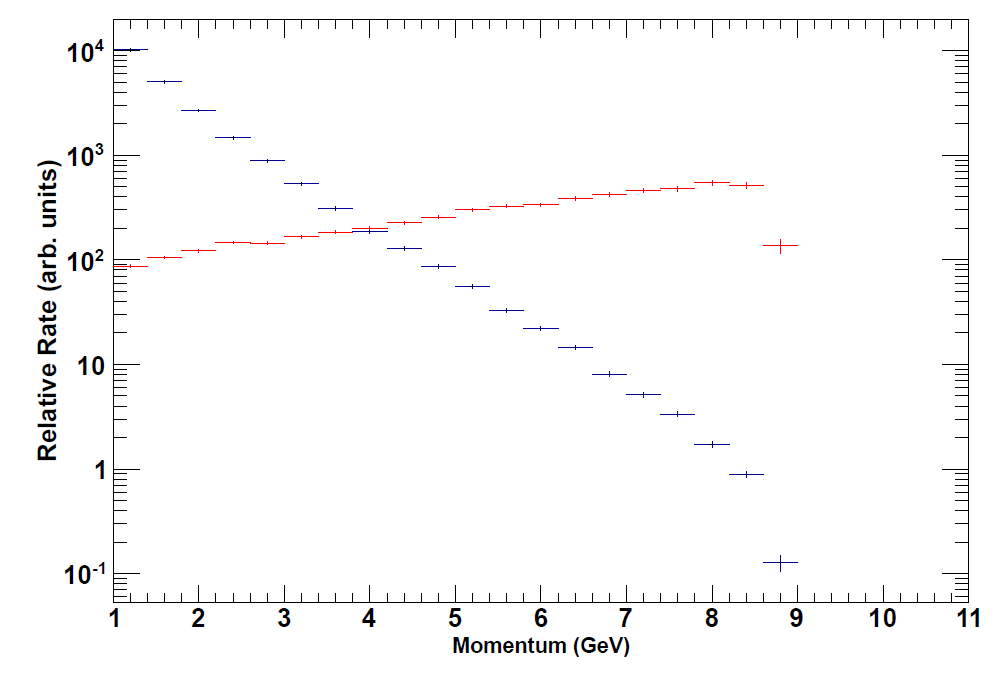 Relative Rate (arb. units)
10⁴
10³
10²
10
1
10⁻¹
1 2 3 4 5 6 7 8 9 10 11
Momentum (GeV)